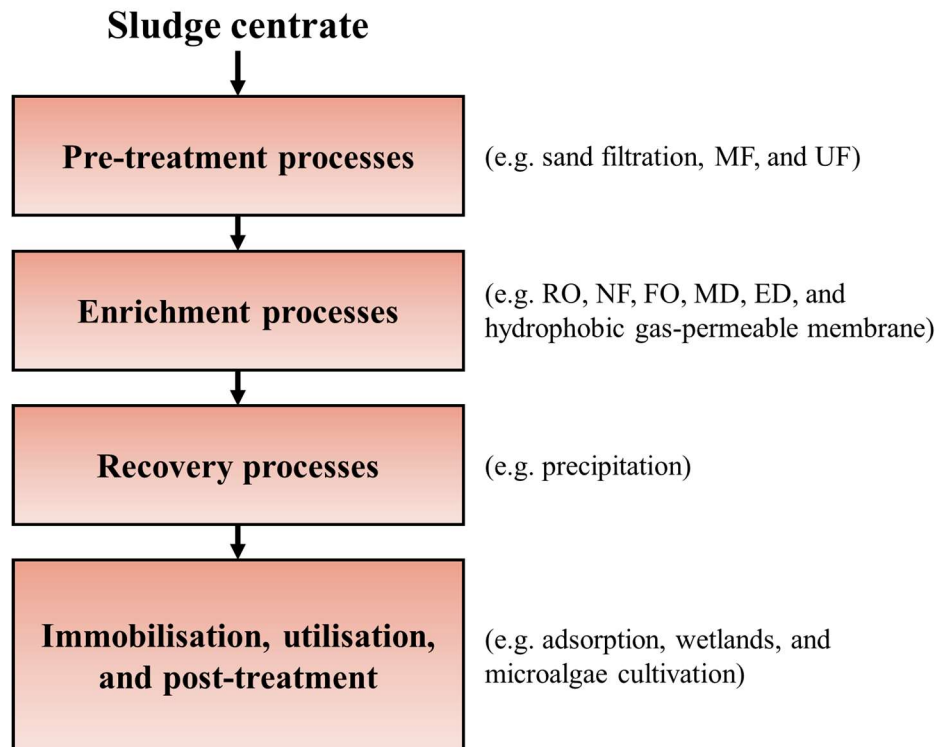 Sludge centrate
Pre-treatment processes
(e.g. sand filtration, MF, and UF)
Enrichment processes
(e.g. RO, NF, FO, MD, ED, and
hydrophobic gas-permeable membrane)
Recovery processes
(e.g. precipitation)
Immobilisation, utilisation,
and post-treatment
(e.g. adsorption, wetlands, and
microalgae cultivation)